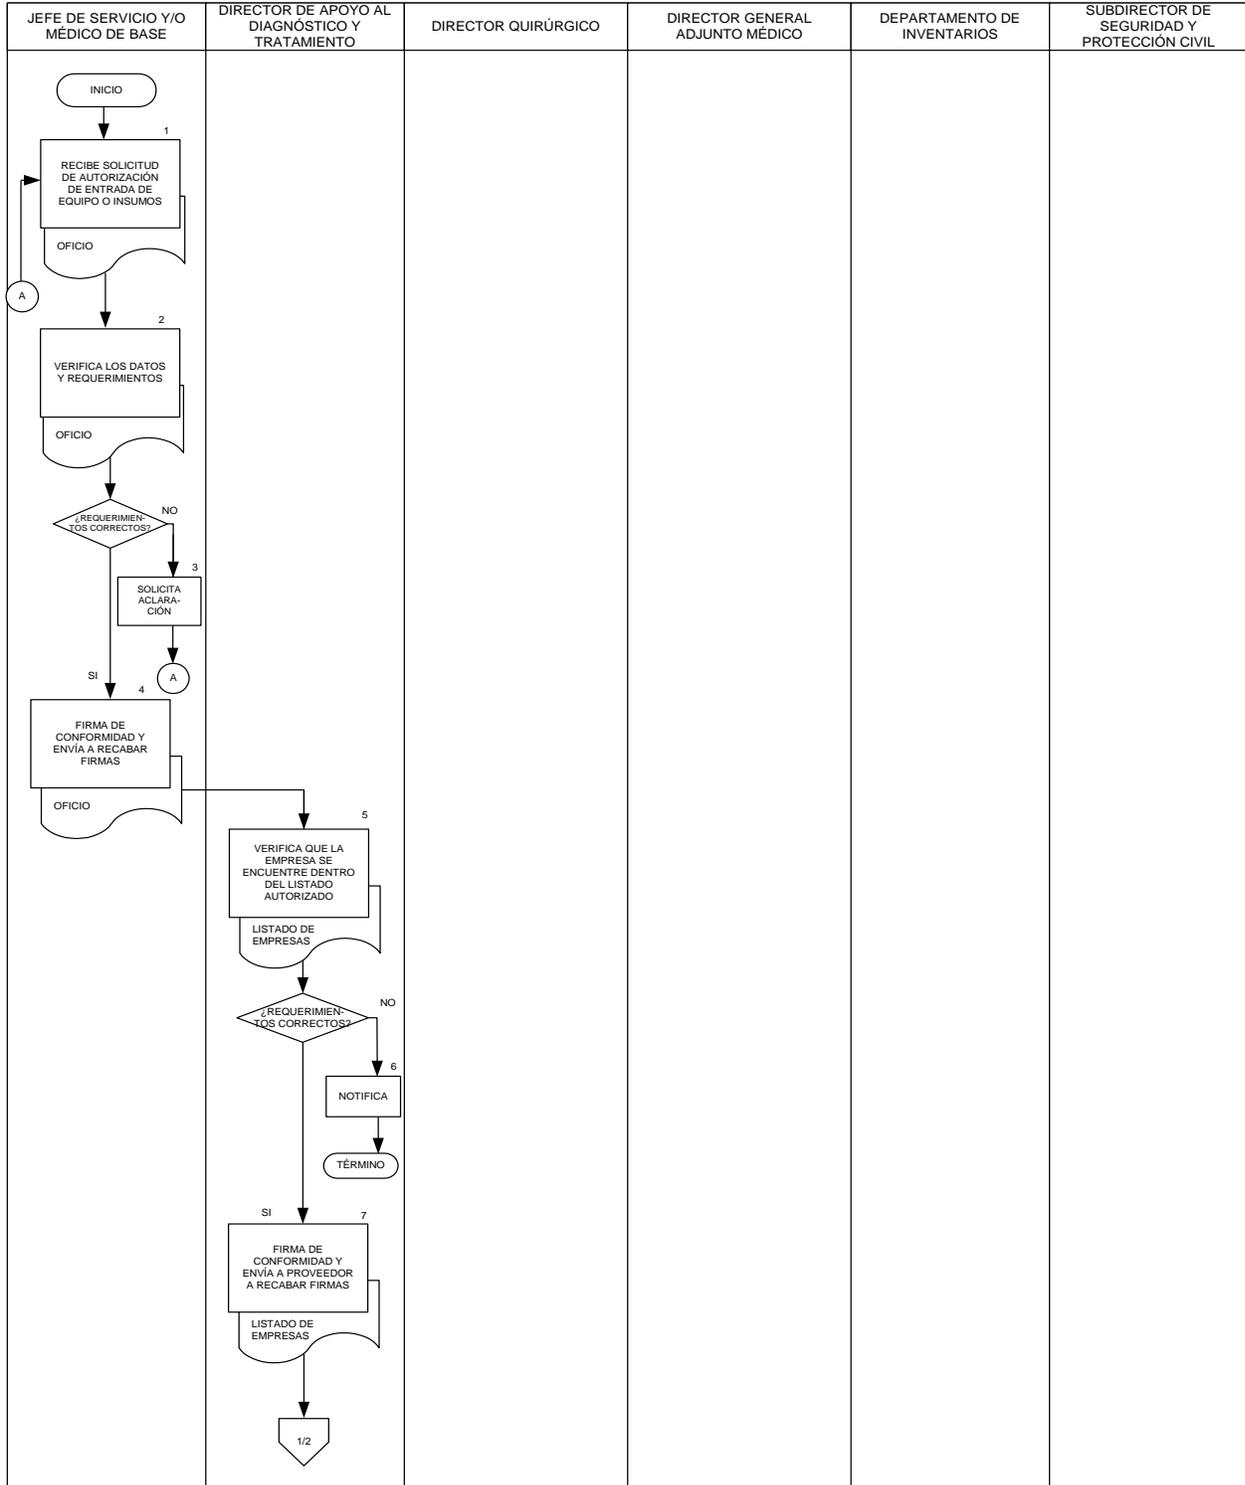 JEFE DE SERVICIO Y/O
MÉDICO DE BASE
DIRECTOR DE APOYO AL
DIAGNÓSTICO Y
TRATAMIENTO
DIRECTOR QUIRÚRGICO
DIRECTOR GENERAL
ADJUNTO MÉDICO
DEPARTAMENTO DE
INVENTARIOS
SUBDIRECTOR DE
SEGURIDAD Y
PROTECCIÓN CIVIL
INICIO
1
RECIBE SOLICITUD
DE AUTORIZACIÓN
DE ENTRADA DE
EQUIPO O INSUMOS
OFICIO
A
2
VERIFICA LOS DATOS
Y REQUERIMIENTOS
OFICIO
¿REQUERIMIEN-
TOS CORRECTOS?
NO
3
SOLICITA
ACLARA-
CIÓN
A
SI
4
FIRMA DE
CONFORMIDAD Y
ENVÍA A RECABAR
FIRMAS
OFICIO
5
VERIFICA QUE LA
EMPRESA SE
ENCUENTRE DENTRO
DEL LISTADO
AUTORIZADO
LISTADO DE
EMPRESAS
¿REQUERIMIEN-
TOS CORRECTOS?
NO
6
NOTIFICA
TÉRMINO
SI
7
FIRMA DE
CONFORMIDAD Y
ENVÍA A PROVEEDOR
A RECABAR FIRMAS
LISTADO DE
EMPRESAS
1/2